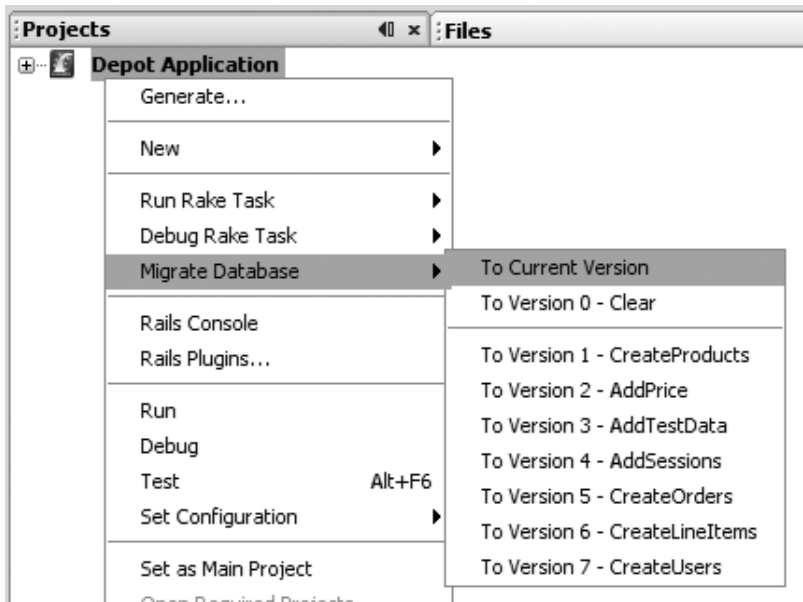 Projects
Files
Depot Application
Generate...
New
Run Rake Task
Debug Rake Task
Migrate Database
Rails Console
Rails Plugins...
Run
Debug
Test Alt+F6
Set Configuration
Set as Main Project
Open Required Projects
To Current Version
To Version 0 - Clear
To Version 1 - CreateProducts
To Version 2 - AddPrice
To Version 3 - AddTestData
To Version 4 - AddSessions
To Version 5 - CreateOrders
To Version 6 - CreateLineItems
To Version 7 - CreateUsers